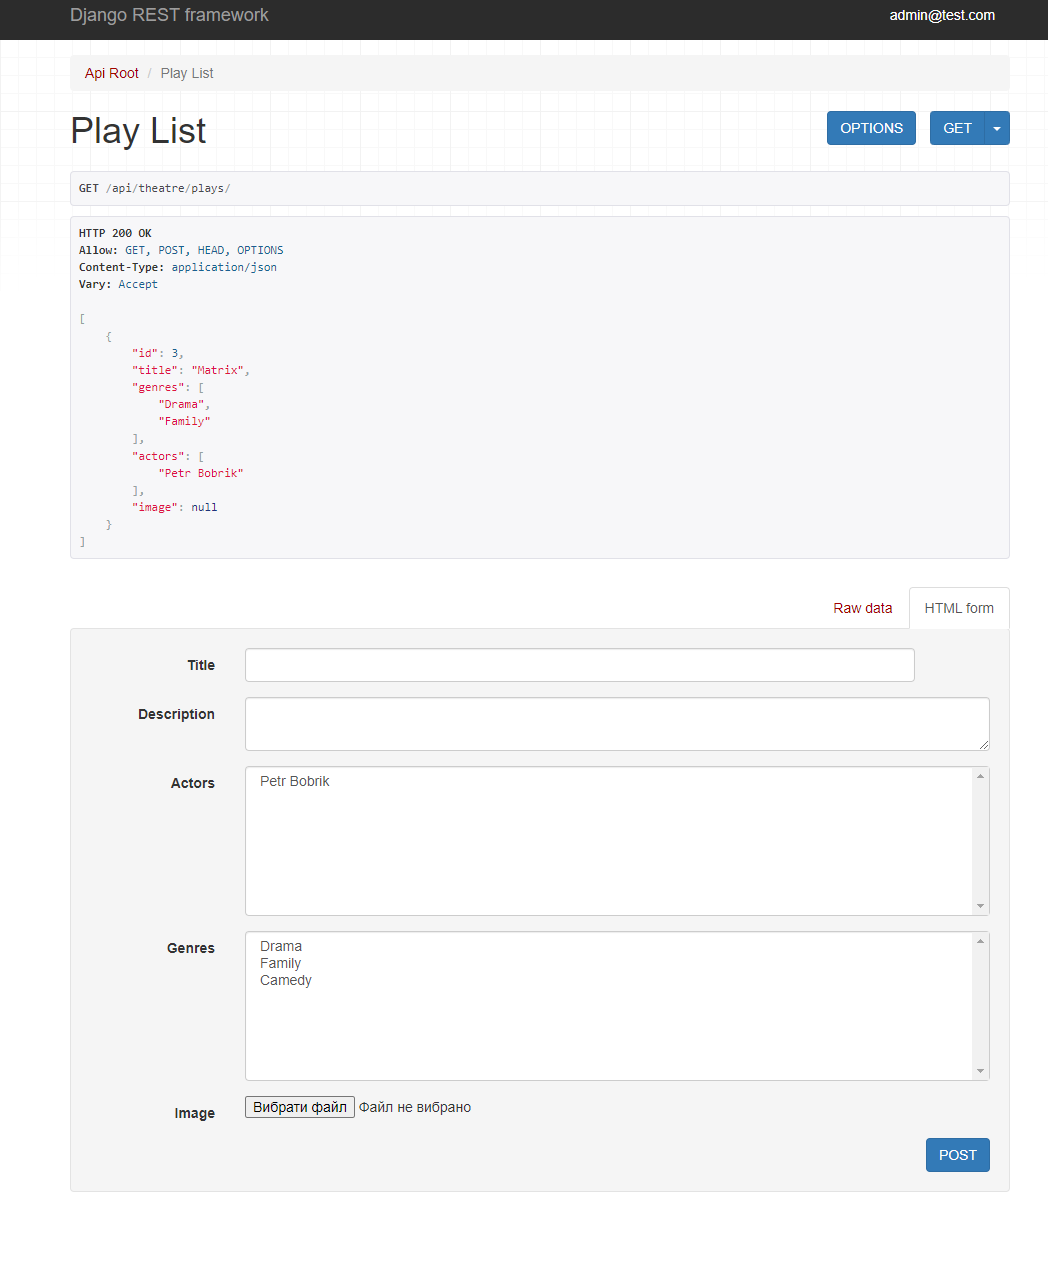 Django REST framework
admin@test.com
Api Root / Play List
Play List
OPTIONS
GET
GET /api/theatre/plays/
HTTP 200 OK
Allow: GET, POST, HEAD, OPTIONS
Content-Type: application/json
Vary: Accept
[
    {
        "id": 3,
        "title": "Matrix",
        "genres": [
            "Drama",
            "Family"
        ],
        "actors": [
            "Petr Bobrik"
        ],
        "image": null
    }
]
Raw data
HTML form
Title
Description
Actors
Petr Bobrik
Genres
Drama
Family
Camedy
Image
Вибрати файл Файл не вибрано
POST